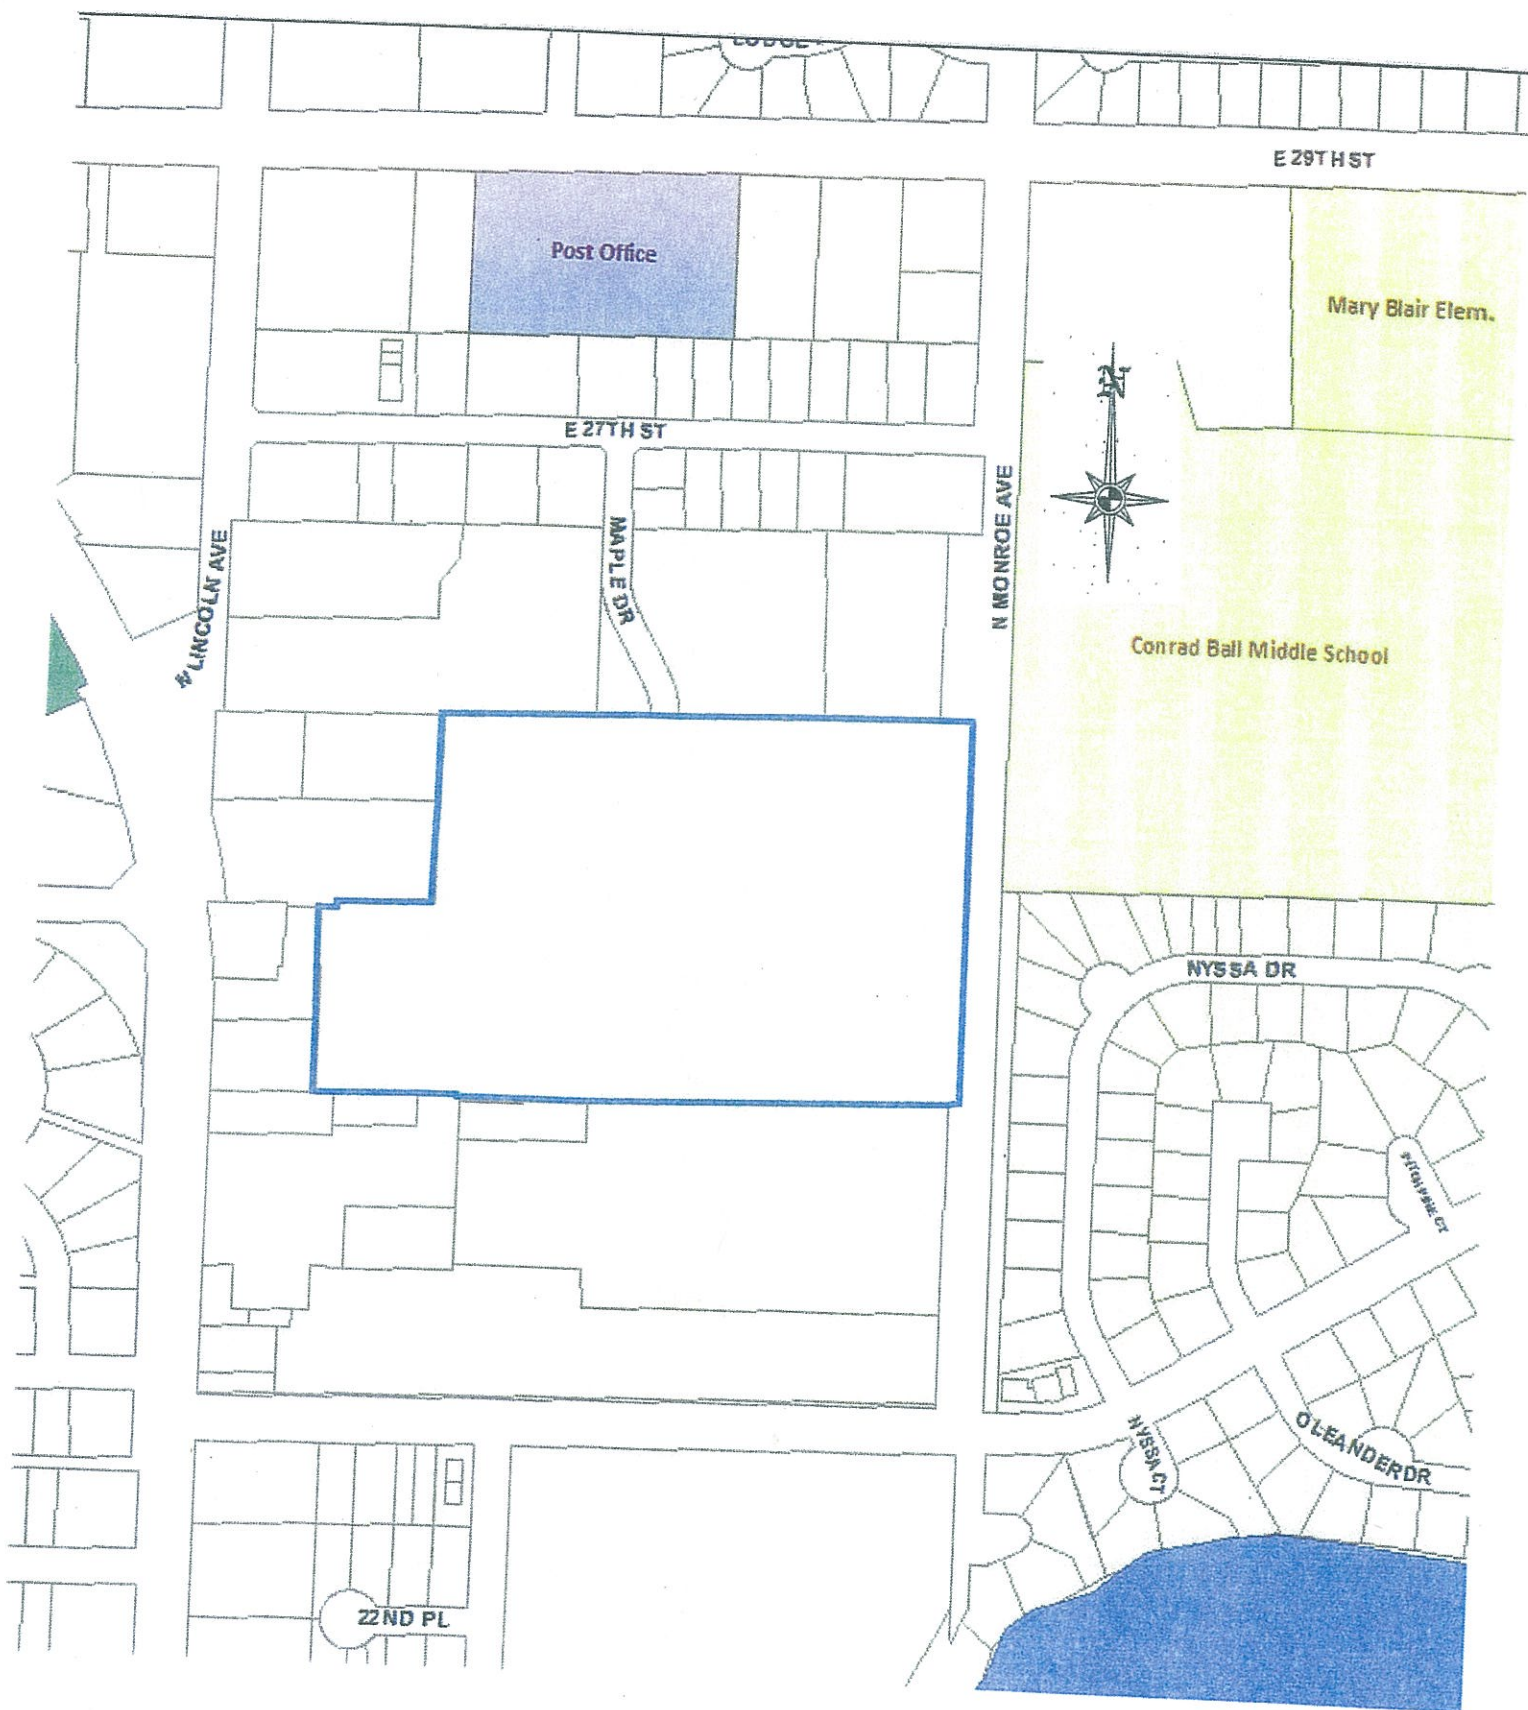 E 29TH ST
Post Office
Mary Blair Elem.
N
E 27TH ST
N MONROE AVE
MAPLE DR
N LINCOLN AVE
Conrad Ball Middle School
NYSSA DR
NYSSA CT
OLEANDER DR
22ND PL